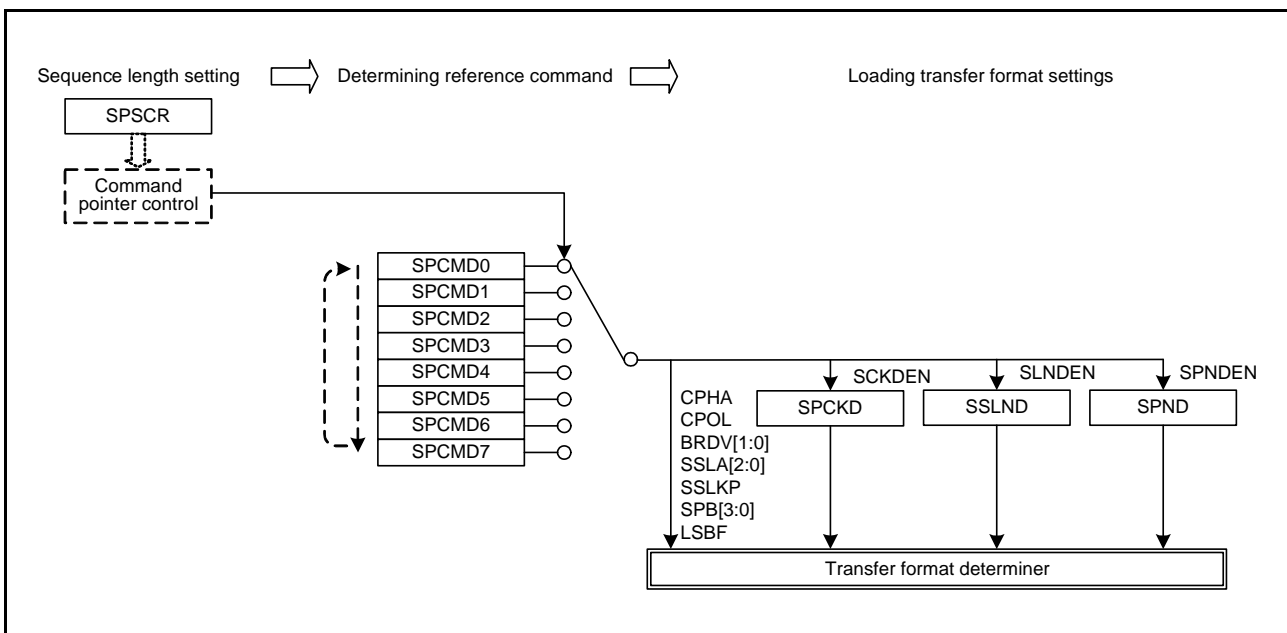 Sequence length setting
Determining reference command
Loading transfer format settings
SPSCR
Command
pointer control
SPCMD0
SPCMD1
SPCMD2
SPCMD3
SPCMD4
SPCMD5
SPCMD6
SPCMD7
CPHA
CPOL
BRDV[1:0]
SSLA[2:0]
SSLKP
SPB[3:0]
LSBF
SCKDEN
SPCKD
SLNDEN
SSLND
SPNDEN
SPND
Transfer format determiner